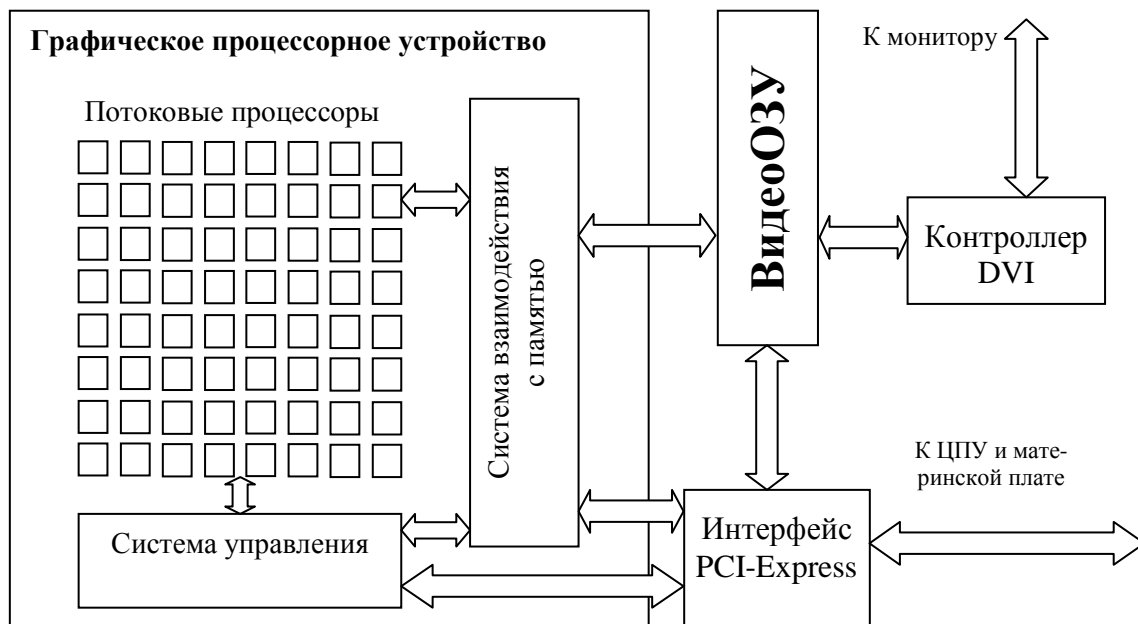 Графическое процессорное устройство
Потоковые процессоры
Система взаимодействия
с памятью
Система управления
ВидеоОЗУ
К монитору
Контроллер
DVI
К ЦПУ и мате-
ринской плате
Интерфейс
PCI-Express